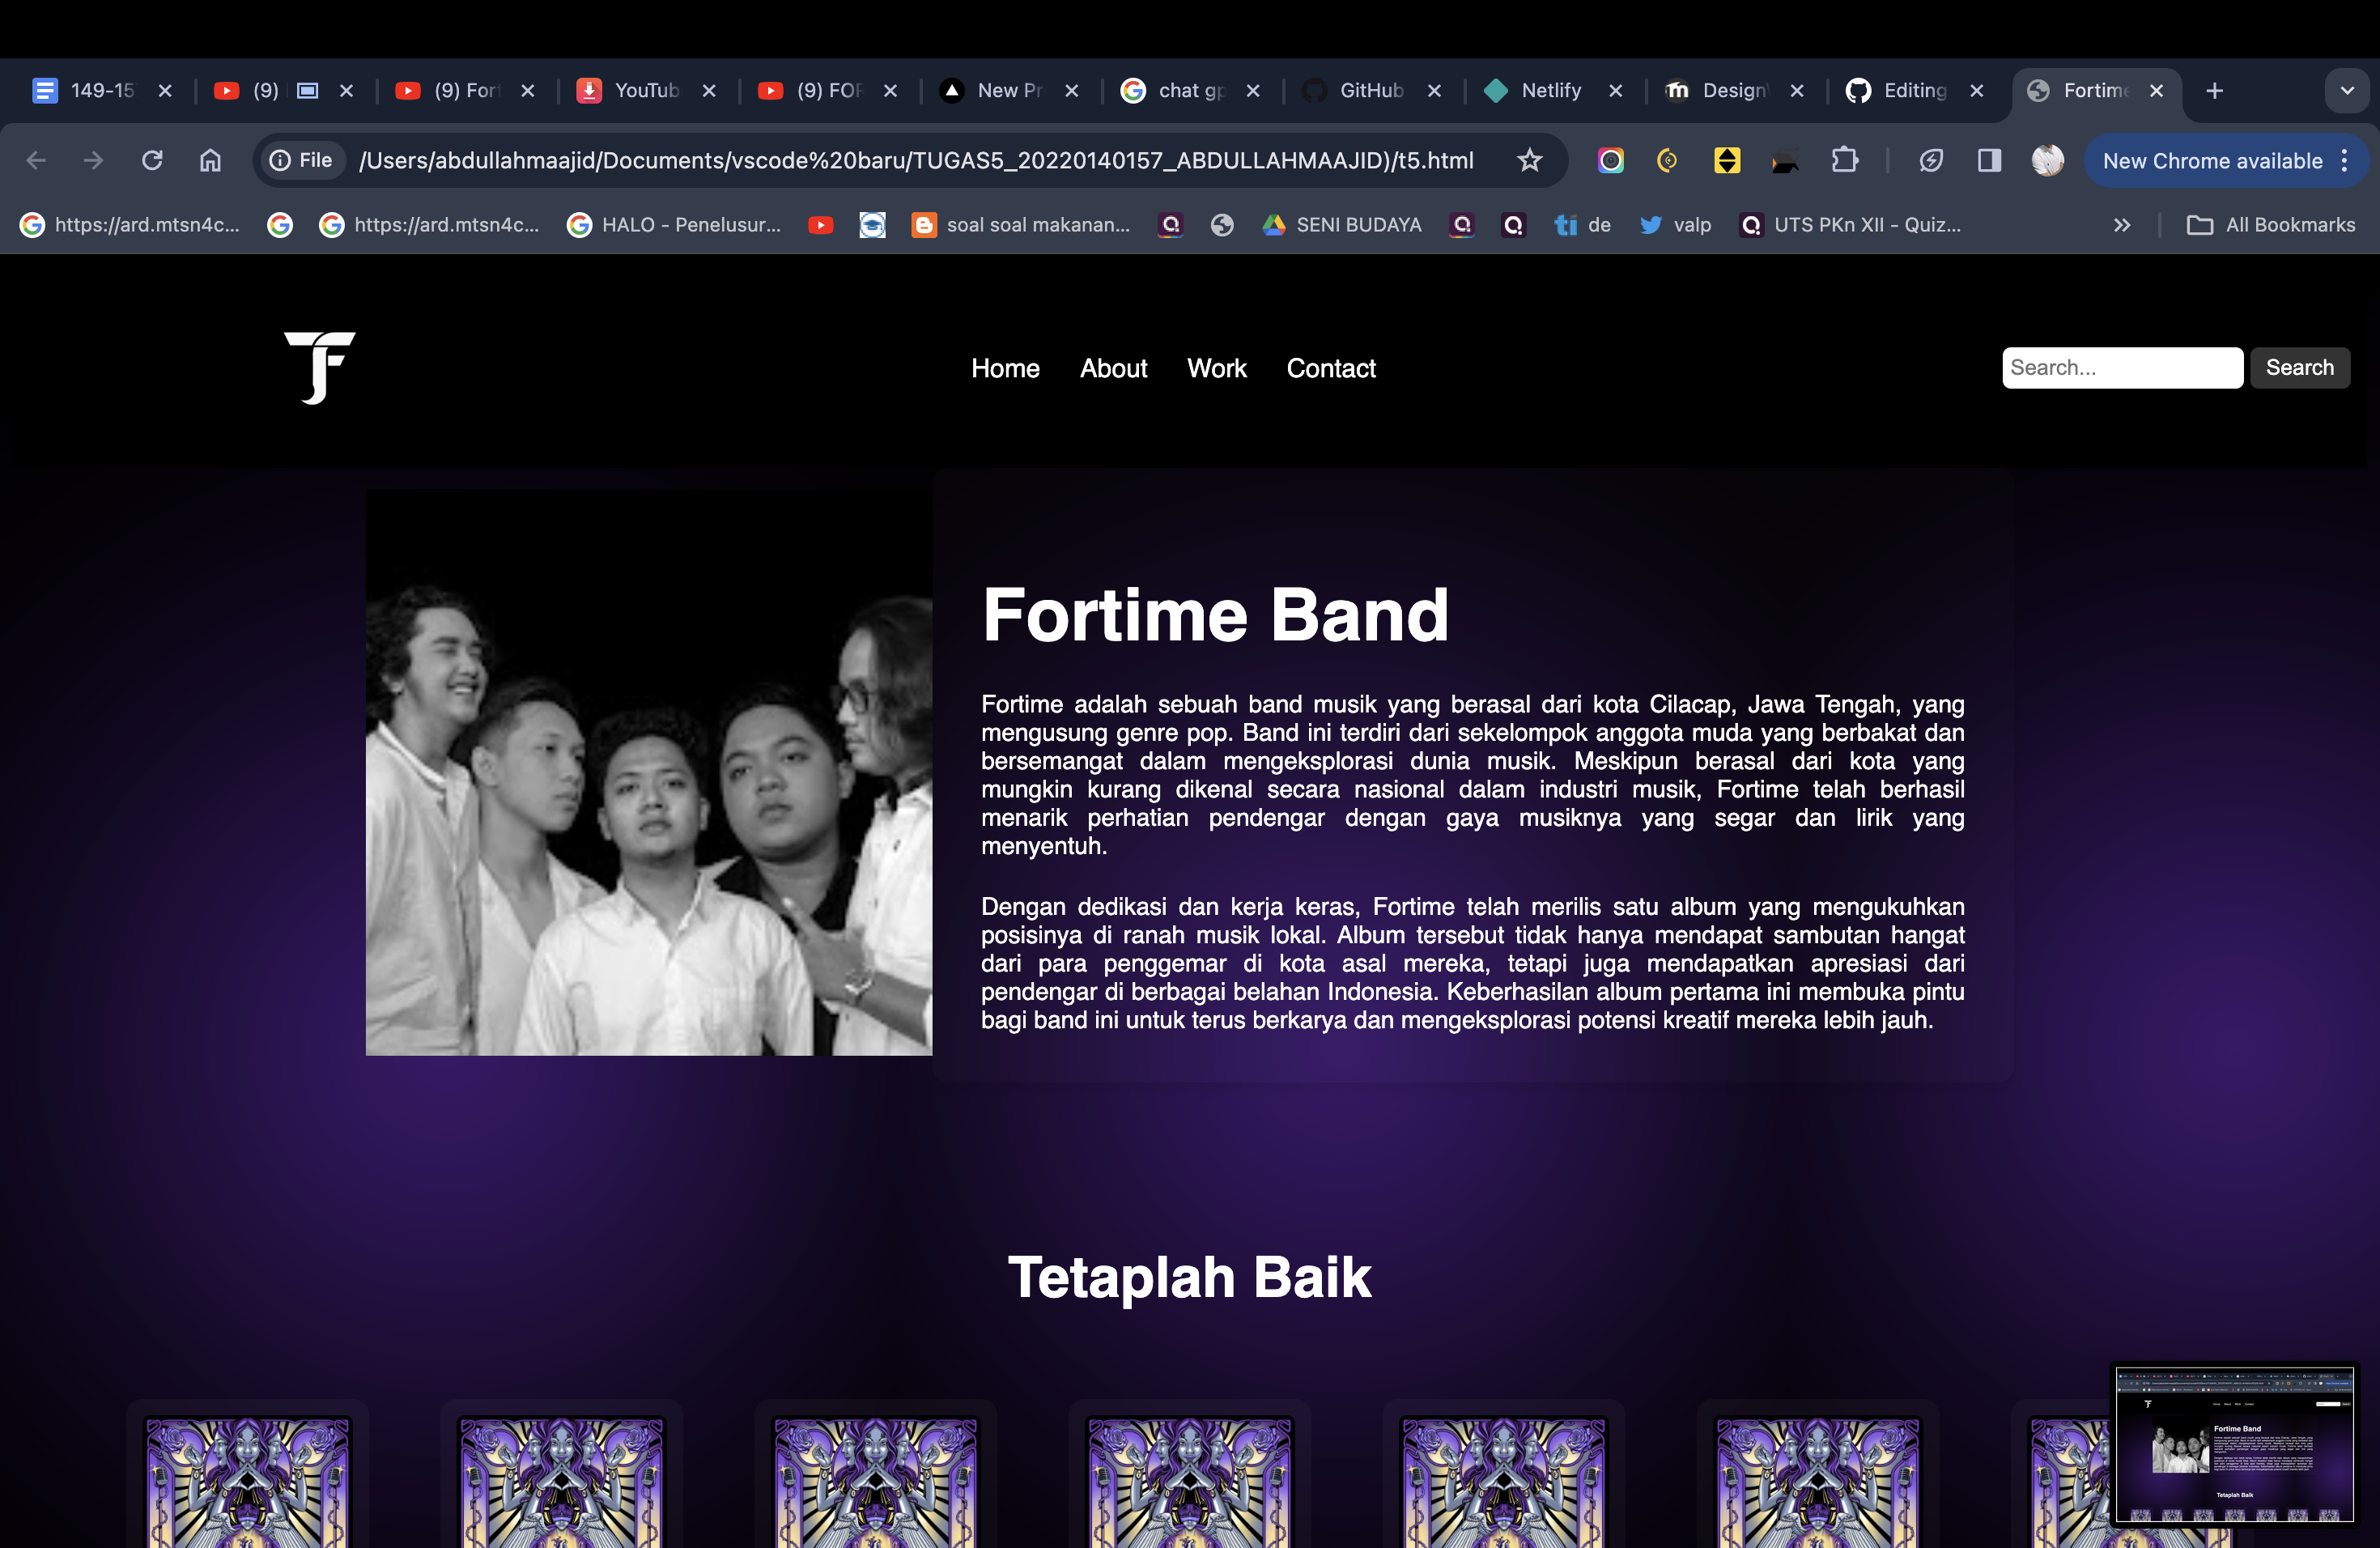 149-15
(9)
(9) For
YouTub
(9) FOR
New Pr
chat gp
GitHub
Netlify
Design
Editing
Fortime
File
/Users/abdullahmaajid/Documents/vscode%20baru/TUGAS5_20220140157_ABDULLAHMAAJID)/t5.html
New Chrome available
https://ard.mtsn4c...
https://ard.mtsn4c...
HALO - Penelusur...
soal soal makanan...
SENI BUDAYA
de
valp
UTS PKn XII - Quiz...
All Bookmarks
Home
About
Work
Contact
Search...
Search
Fortime Band
Fortime adalah sebuah band musik yang berasal dari kota Cilacap, Jawa Tengah, yang
mengusung genre pop. Band ini terdiri dari sekelompok anggota muda yang berbakat dan
bersemangat dalam mengeksplorasi dunia musik. Meskipun berasal dari kota yang
mungkin kurang dikenal secara nasional dalam industri musik, Fortime telah berhasil
menarik perhatian pendengar dengan gaya musiknya yang segar dan lirik yang
menyentuh.
Dengan dedikasi dan kerja keras, Fortime telah merilis satu album yang mengukuhkan
posisinya di ranah musik lokal. Album tersebut tidak hanya mendapat sambutan hangat
dari para penggemar di kota asal mereka, tetapi juga mendapatkan apresiasi dari
pendengar di berbagai belahan Indonesia. Keberhasilan album pertama ini membuka pintu
bagi band ini untuk terus berkarya dan mengeksplorasi potensi kreatif mereka lebih jauh.
Tetaplah Baik
Fortime Band
Tetaplah Baik